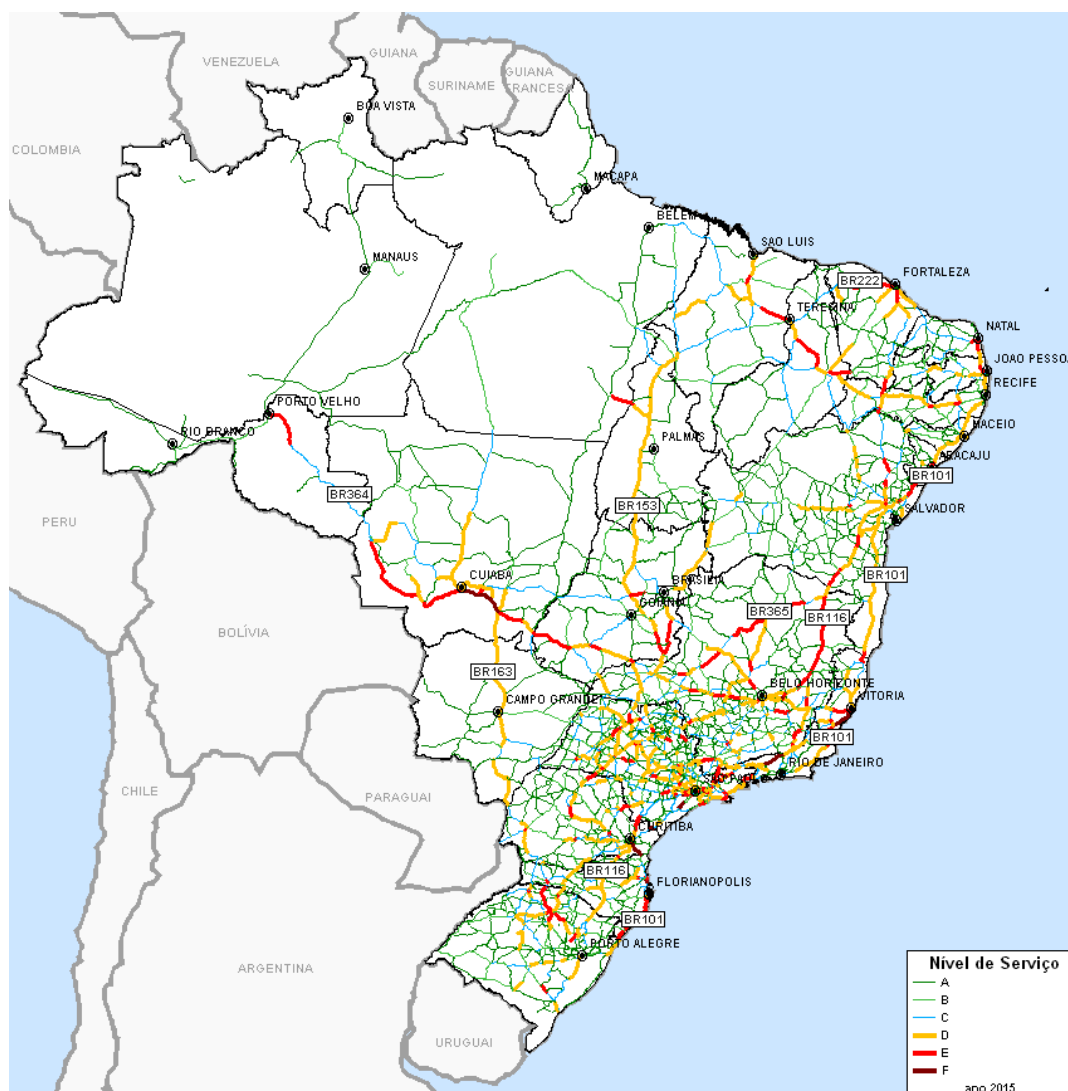 VENEZUELA
GUIANA
SURINAME
GUIANA
FRANCESA
COLOMBIA
BOA VISTA
MACAPA
BELEM
SAO LUIS
MANAUS
BR222
FORTALEZA
TERESINA
NATAL
JOAO PESSOA
RECIFE
PORTO VELHO
RIO BRANCO
PALMAS
MACEIO
ARACAJU
BR101
BR364
BR153
SALVADOR
PERU
CUIABA
BRASILIA
BR101
GOIANIA
BR365
BR116
BOLÍVIA
BR163
BELO HORIZONTE
CAMPO GRANDE
VITORIA
BR101
RIO DE JANEIRO
SAO PAULO
CHILE
PARAGUAI
CURITIBA
BR116
FLORIANOPOLIS
BR101
PORTO ALEGRE
ARGENTINA
URUGUAI
Nível de Serviço
A
B
C
D
E
F
ano 2015